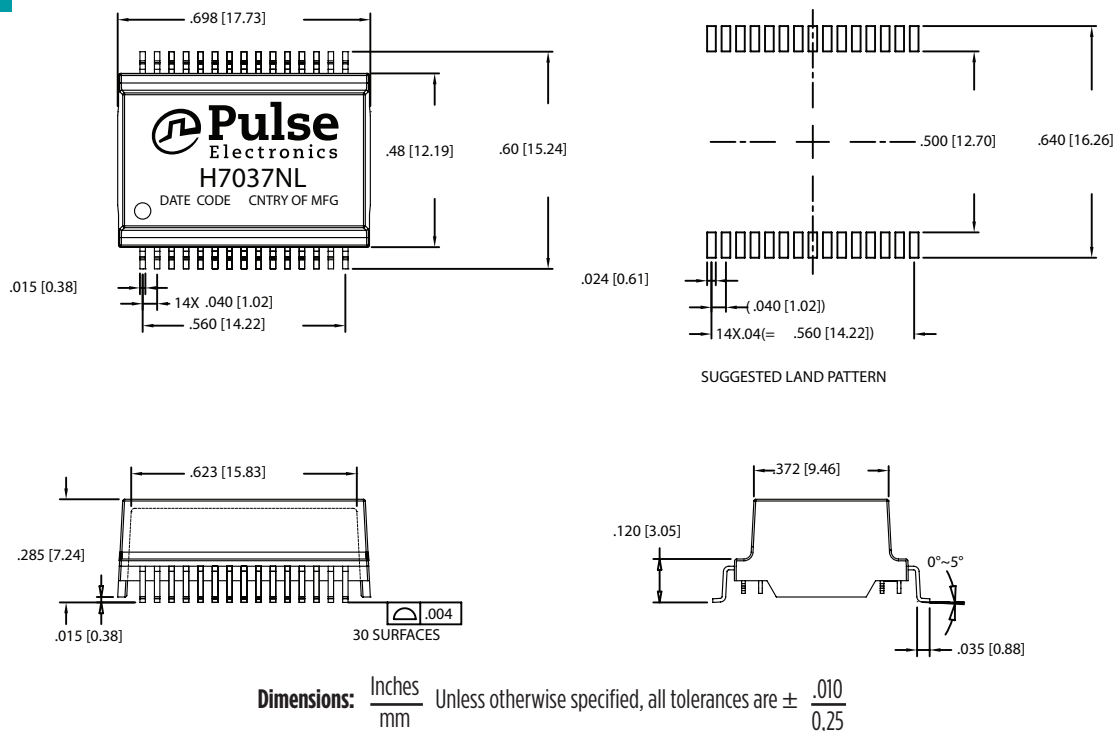 .698 [17.73]
Pulse
Electronics
H7037NL
DATE CODE CNTRY OF MFG
.48 [12.19]
.60 [15.24]
.015 [0.38]
14X .040 [1.02]
.560 [14.22]
.500 [12.70]
.640 [16.26]
.024 [0.61]
( .040 [1.02])
14X.04(= .560 [14.22])
SUGGESTED LAND PATTERN
.623 [15.83]
.285 [7.24]
.015 [0.38]
.004
30 SURFACES
.372 [9.46]
.120 [3.05]
0°~5°
.035 [0.88]
Dimensions: Inches
mm
Unless otherwise specified, all tolerances are ± .010
0,25